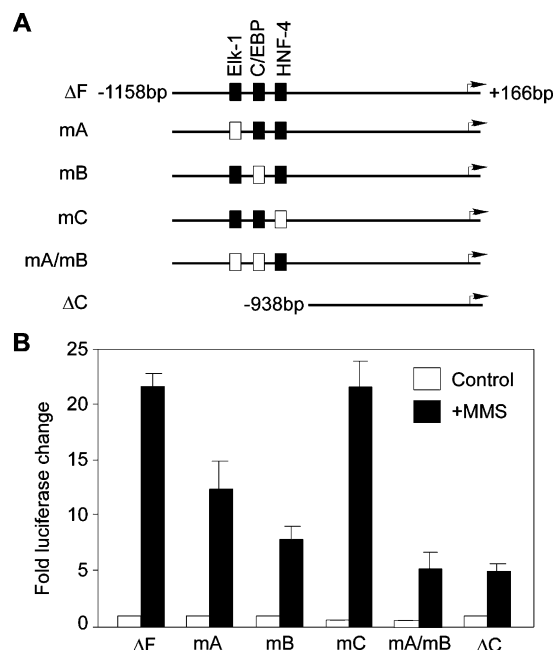 A
Elk-1 C/EBP HNF-4
ΔF -1158bp +166bp
mA
mB
mC
mA/mB
ΔC -938bp
B
25
20
15
10
5
0
Fold luciferase change
Control
+MMS
ΔF mA mB mC mA/mB ΔC